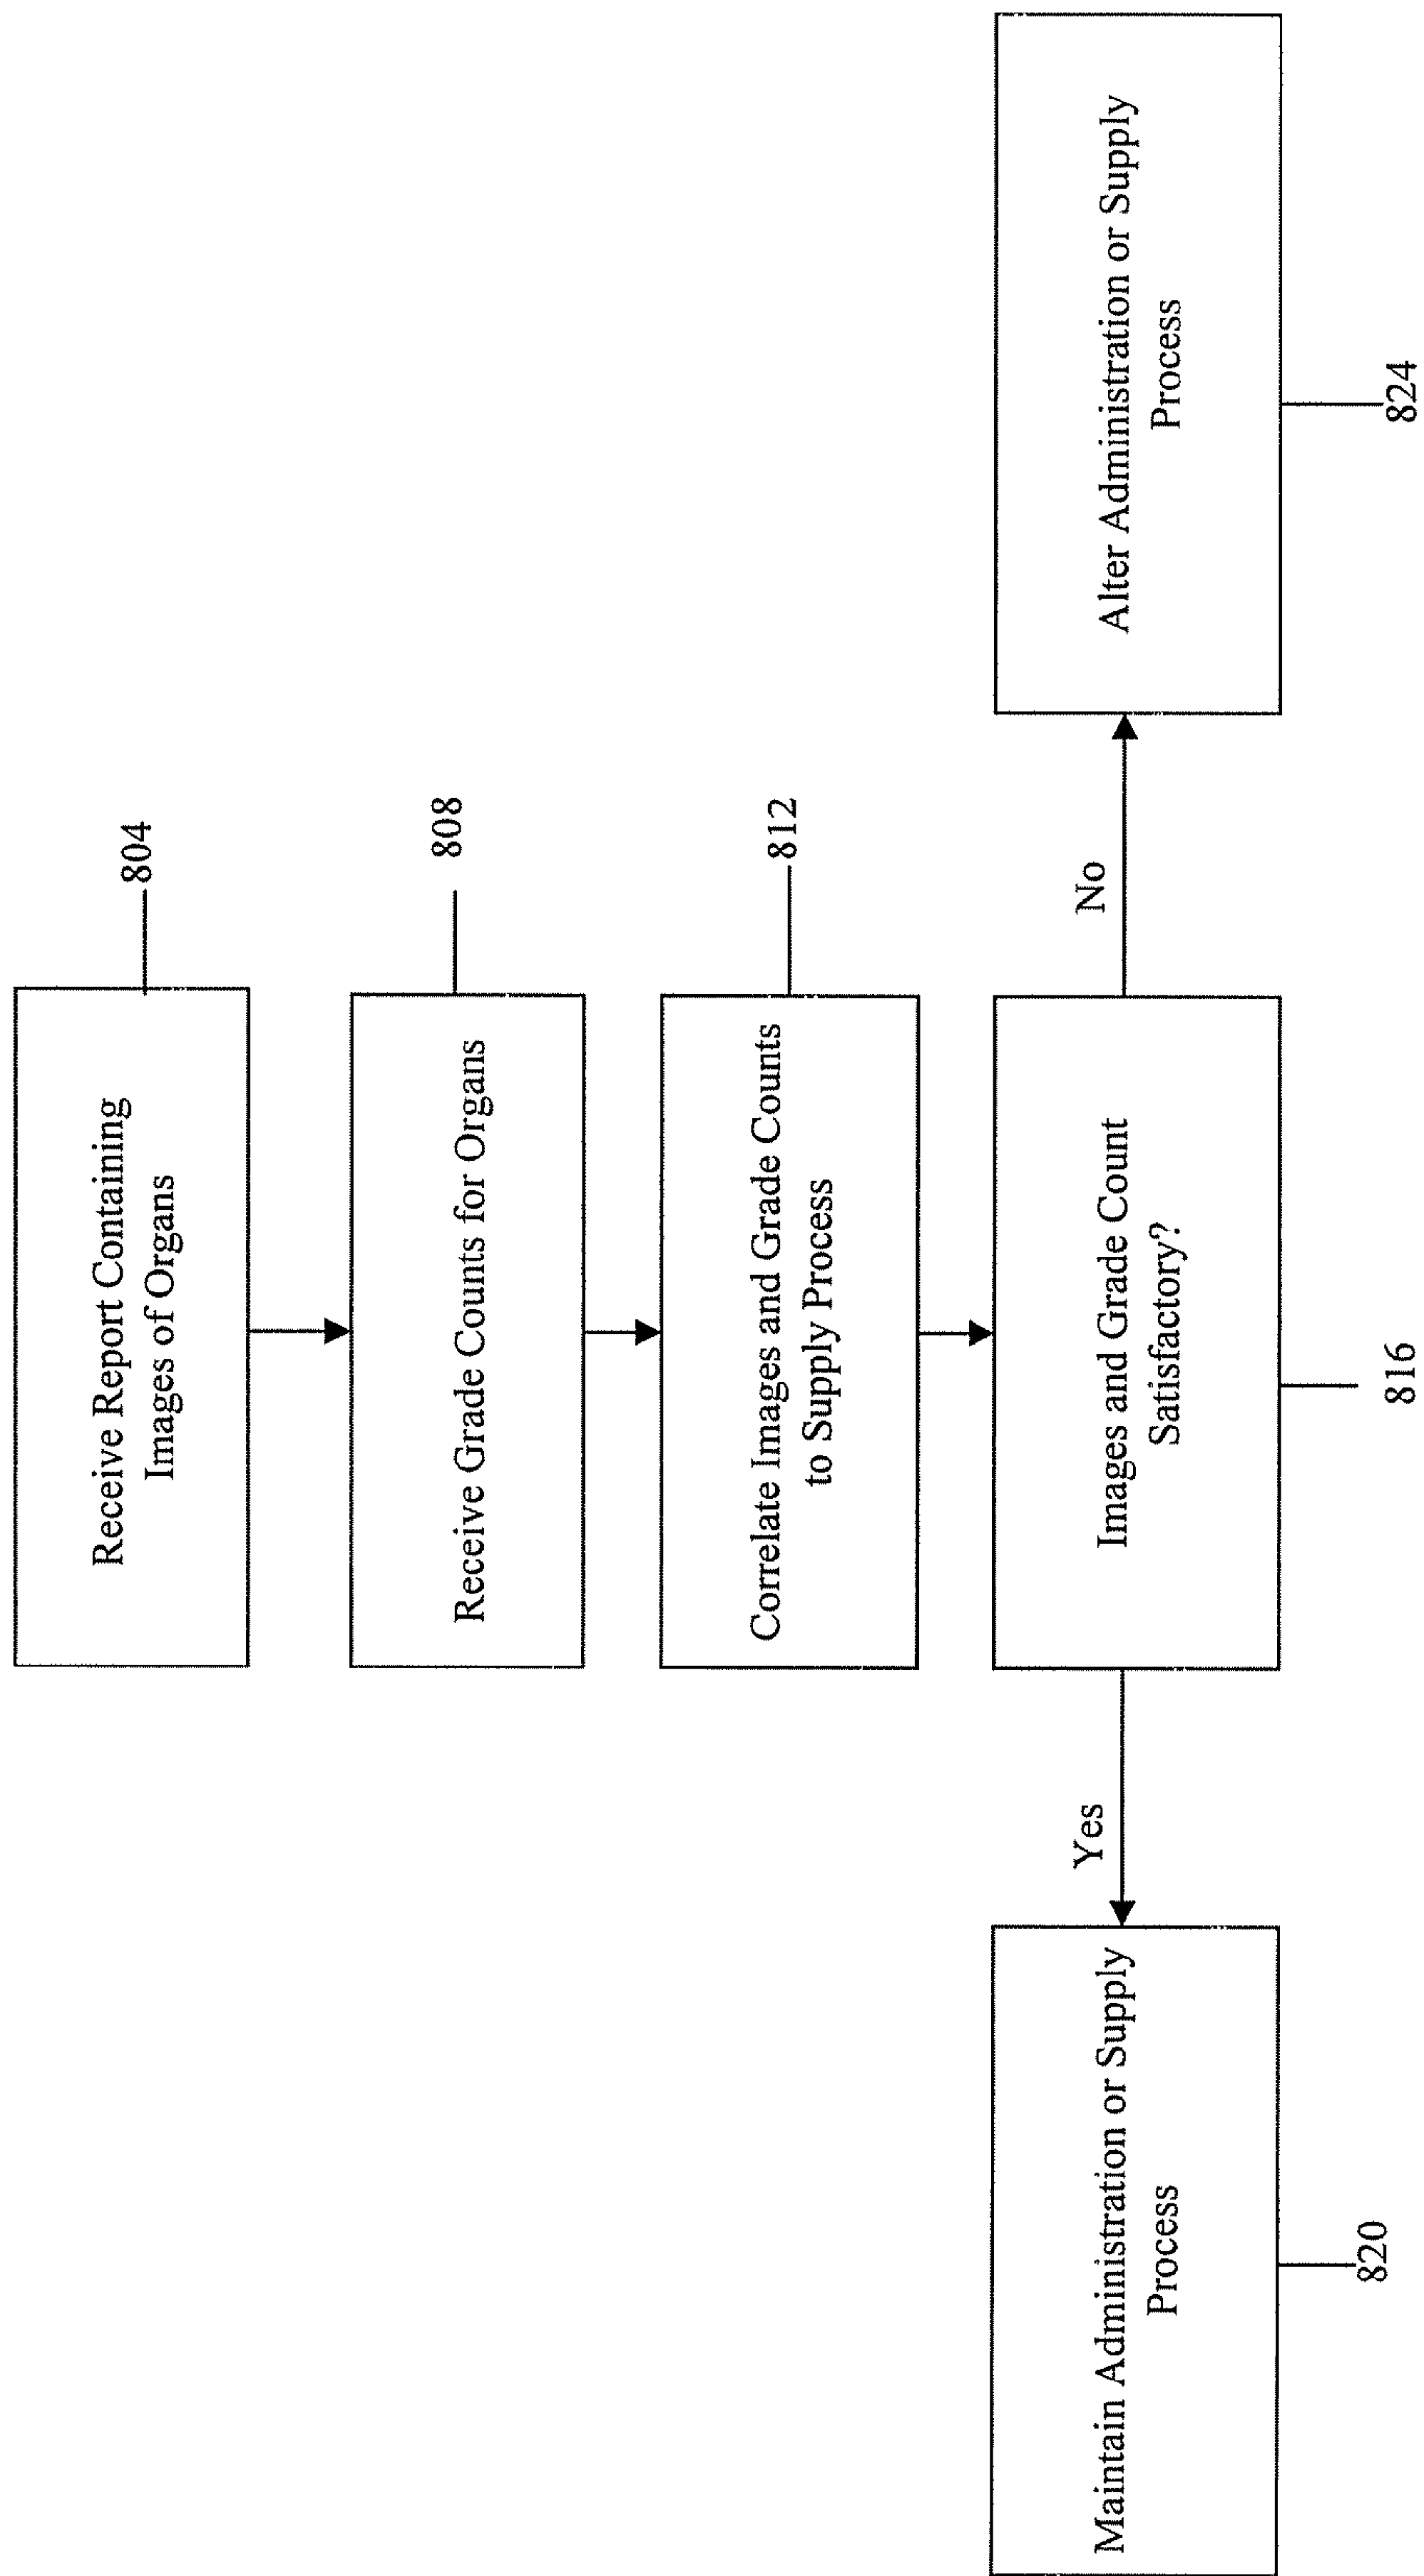 804
Receive Report Containing
Images of Organs
808
Receive Grade Counts for Organs
812
Correlate Images and Grade Counts
to Supply Process
Images and Grade Count
Satisfactory?
816
Yes
No
Maintain Administration or Supply
Process
820
Alter Administration or Supply
Process
824